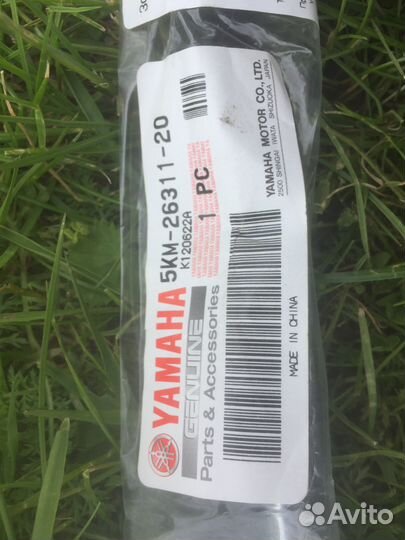 YAMAHA
GENUINE
Parts & Accessories
5KM-26311-20
K120622A
1 PC
YAMAHA MOTOR CO., LTD.
2500 SHINGAI IWATA SHIZUOKA JAPAN
MADE IN CHINA
Avito